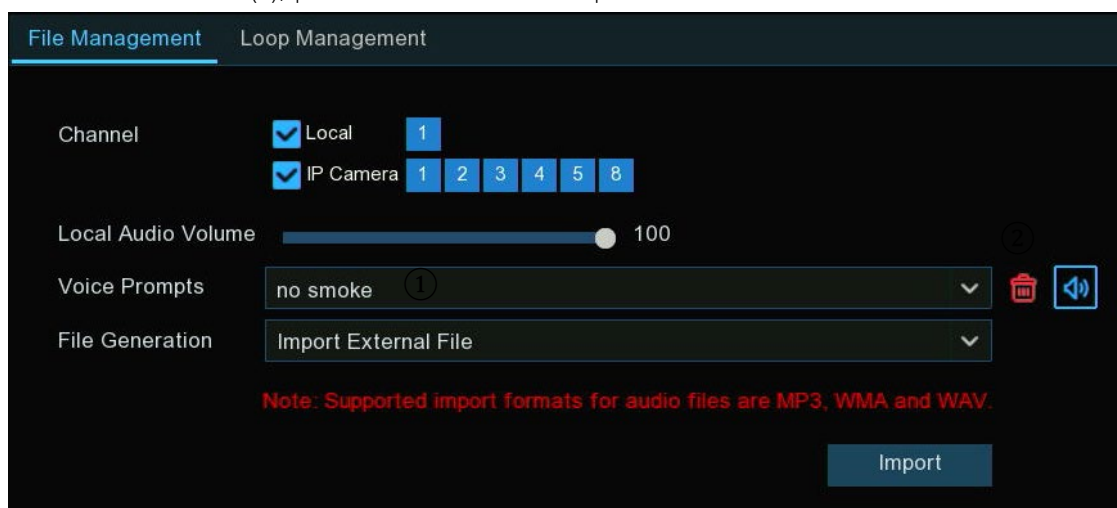 File Management Loop Management
Channel Local 1
IP Camera 1 2 3 4 5 8
Local Audio Volume 100
②
Voice Prompts no smoke ①
File Generation Import External File
Note: Supported import formats for audio files are MP3, WMA and WAV.
Import